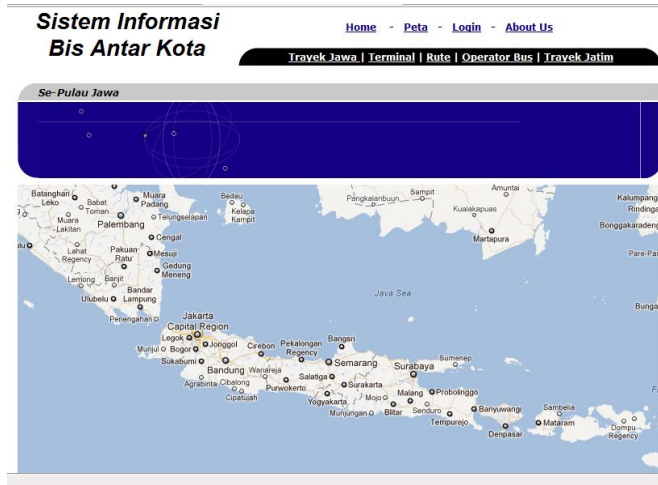 Sistem Informasi
Bis Antar Kota
Home - Peta - Login - About Us
Trayek Jawa | Terminal | Rute | Operator Bus | Trayek Jatim
Se-Pulau Jawa
Batanghari
Leko
Babat
Toman
Muara
Padang
Bedau
Kelapa
Kampit
Pangkalanbuun
Sampit
Amuntai
Kualakapuas
Kalumpang
Muara
Lakitan
Palembang
Telungselapan
Martapura
Cengal
Lahat
Regency
Pakuan
Ratu
Mesuji
Gedung
Meneng
Lemong
Banjit
Ulubelu
Bandar
Lampung
Java Sea
Penengahan
Jakarta
Capital Region
Legok
Jonggol
Munjul
Bogor
Cirebon
Pekalongan
Regency
Bangsri
Sukabumi
Bandung
Wanareja
Semarang
Surabaya
Sumenep
Agrabinta
Cibalong
Cipatujah
Purwokerto
Salatiga
Surakarta
Yogyakarta
Mojo
Malang
Probolinggo
Munjungan
Blitar
Senduro
Tempurejo
Banyuwangi
Denpasar
Sambelia
Mataram
Dompu
Regency